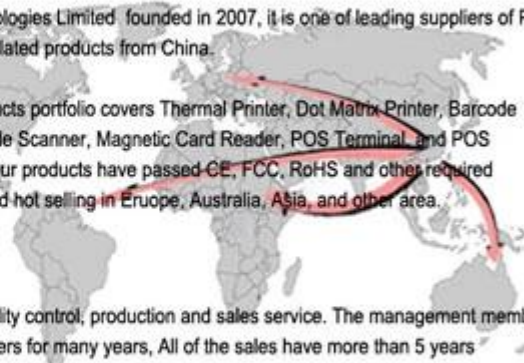 ologies Limited founded in 2007, it is one of leading suppliers of P
lated products from China.
cts portfolio covers Thermal Printer, Dot Matrix Printer, Barcode
le Scanner, Magnetic Card Reader, POS Terminal, and POS
ur products have passed CE, FCC, RoHS and other required
d hot selling in Eruope, Australia, Asia, and other area.
lity control, production and sales service. The management memb
ers for many years, All of the sales have more than 5 years